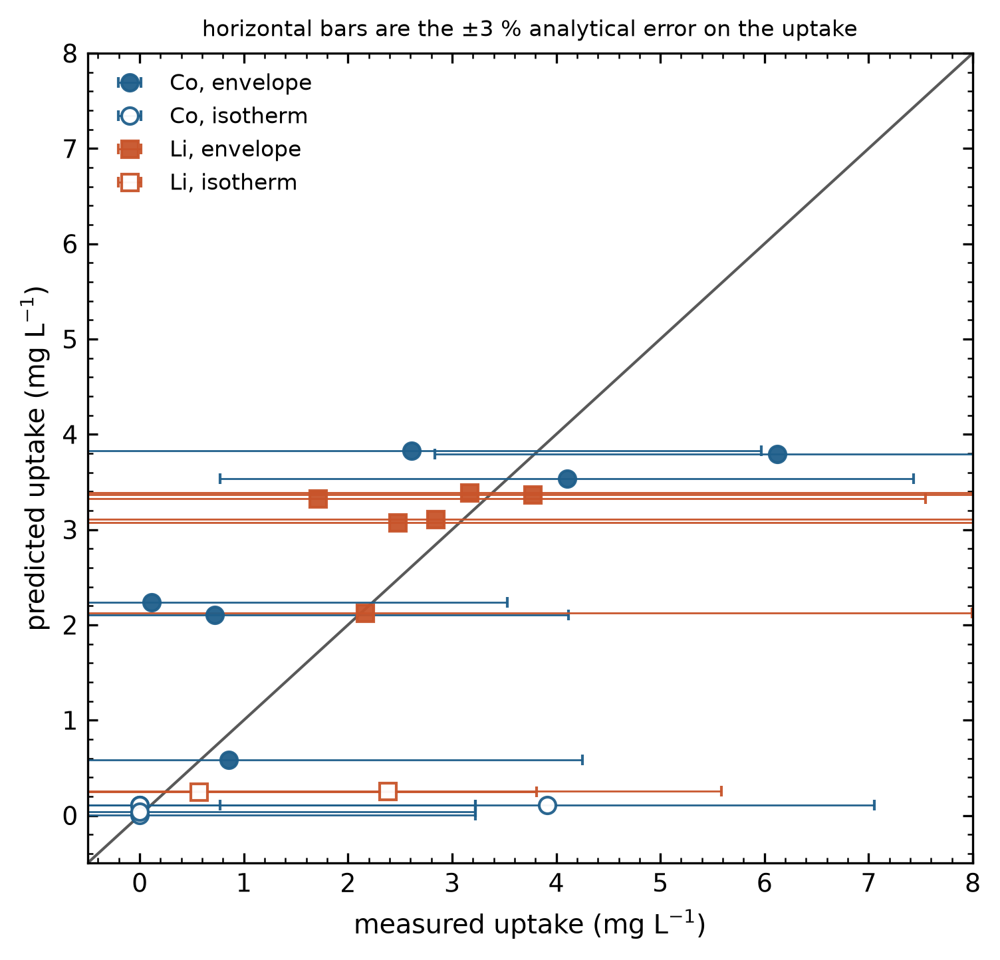 horizontal bars are the ±3 % analytical error on the uptake
8
7
6
5
4
3
2
1
0
predicted uptake (mg L⁻¹)
Co, envelope
Co, isotherm
Li, envelope
Li, isotherm
0 1 2 3 4 5 6 7 8
measured uptake (mg L⁻¹)